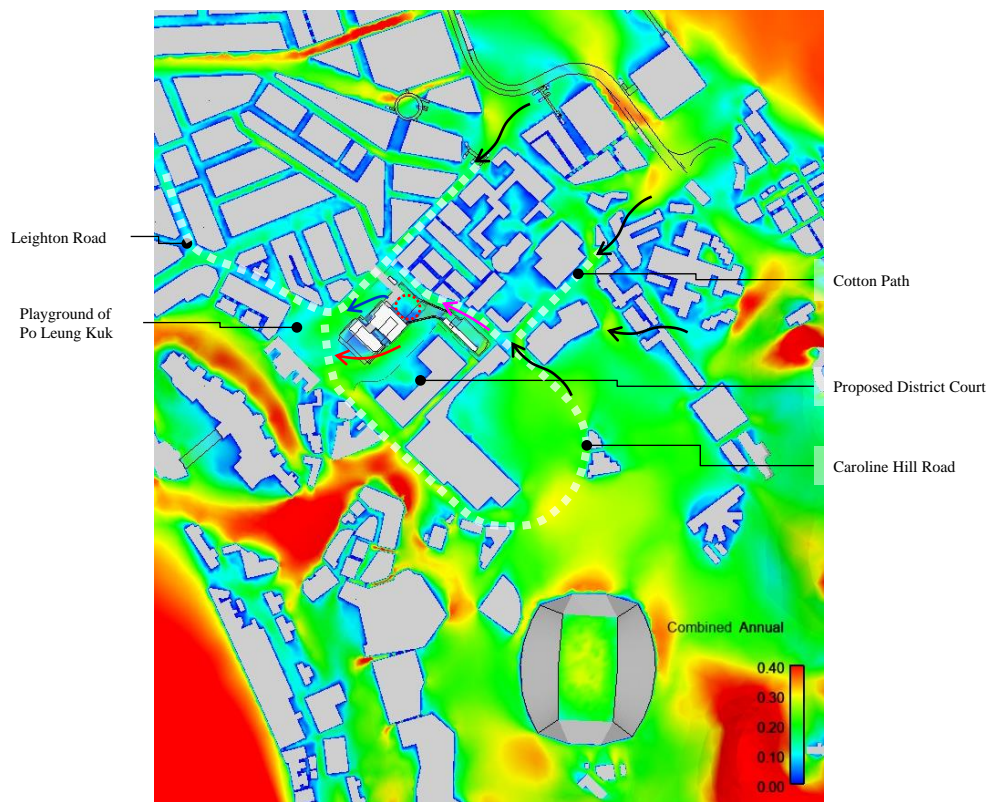 Leighton Road
Playground of
Po Leung Kuk
Cotton Path
Proposed District Court
Caroline Hill Road
Combined Annual
0.40
0.30
0.20
0.10
0.00